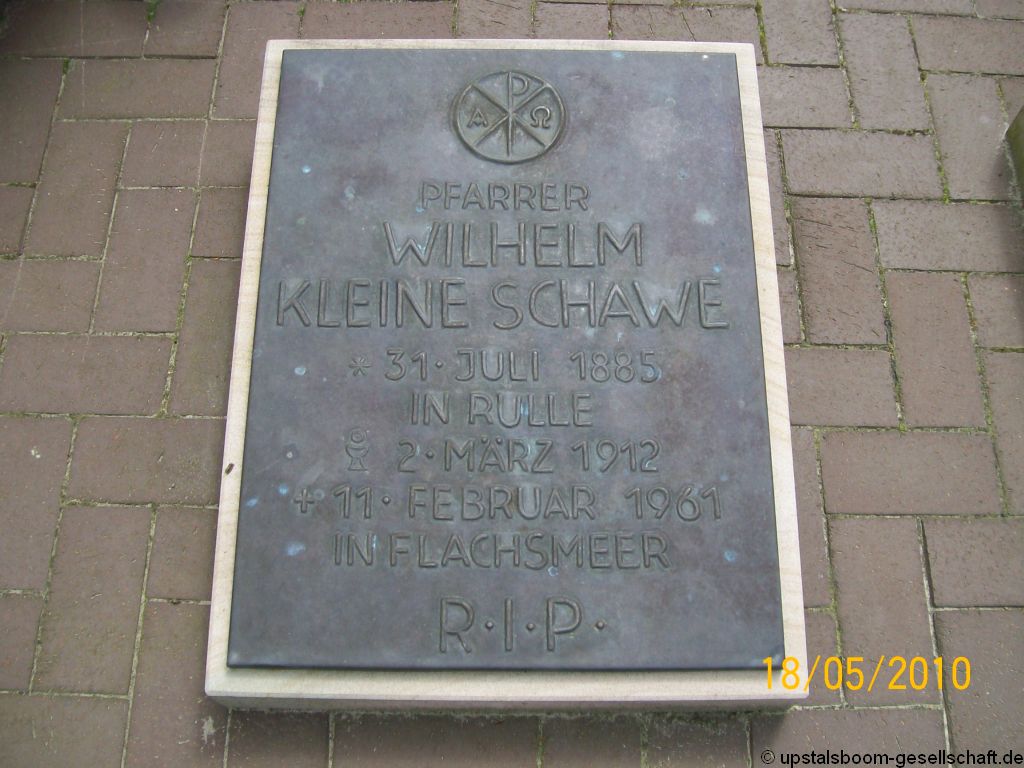 A P Ω
PFARRER
WILHELM
KLEINE SCHAWE
* 31 · JULI 1885
IN RULLE
2 · MÄRZ 1912
+ 11 · FEBRUAR 1961
IN FLACHSMEER
R · I · P ·
18/05/2010
© upstalsboom-gesellschaft.de